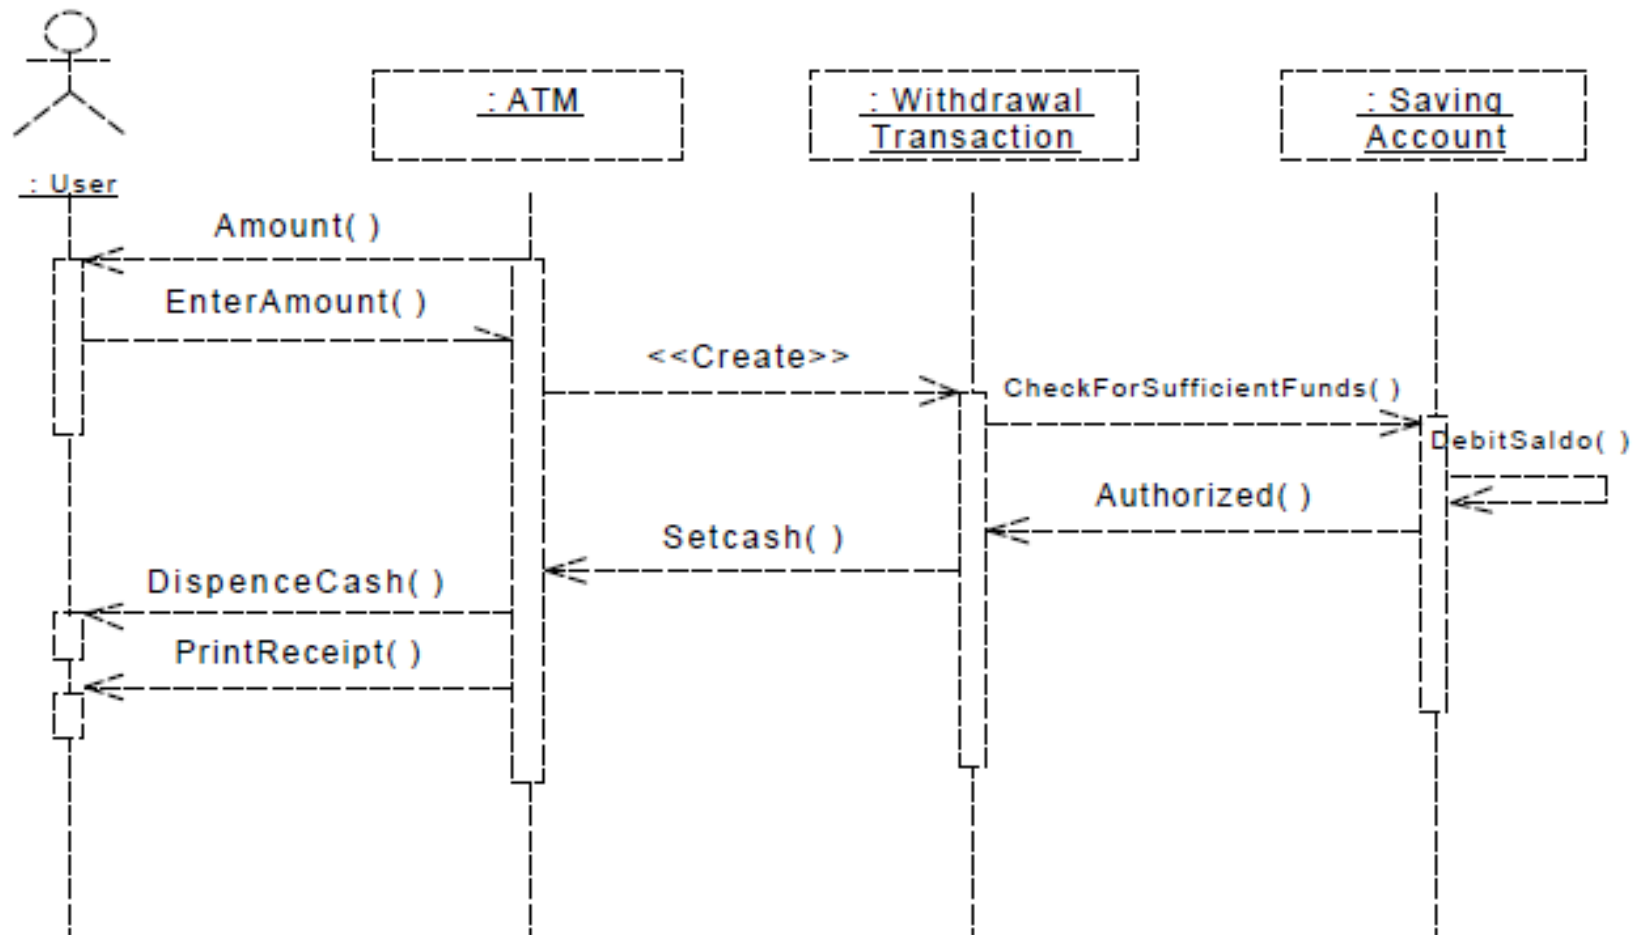 : ATM
: Withdrawal
Transaction
: Saving
Account
: User
Amount( )
EnterAmount( )
<<Create>>
CheckForSufficientFunds( )
DebitSaldo( )
Authorized( )
Setcash( )
DispenceCash( )
PrintReceipt( )